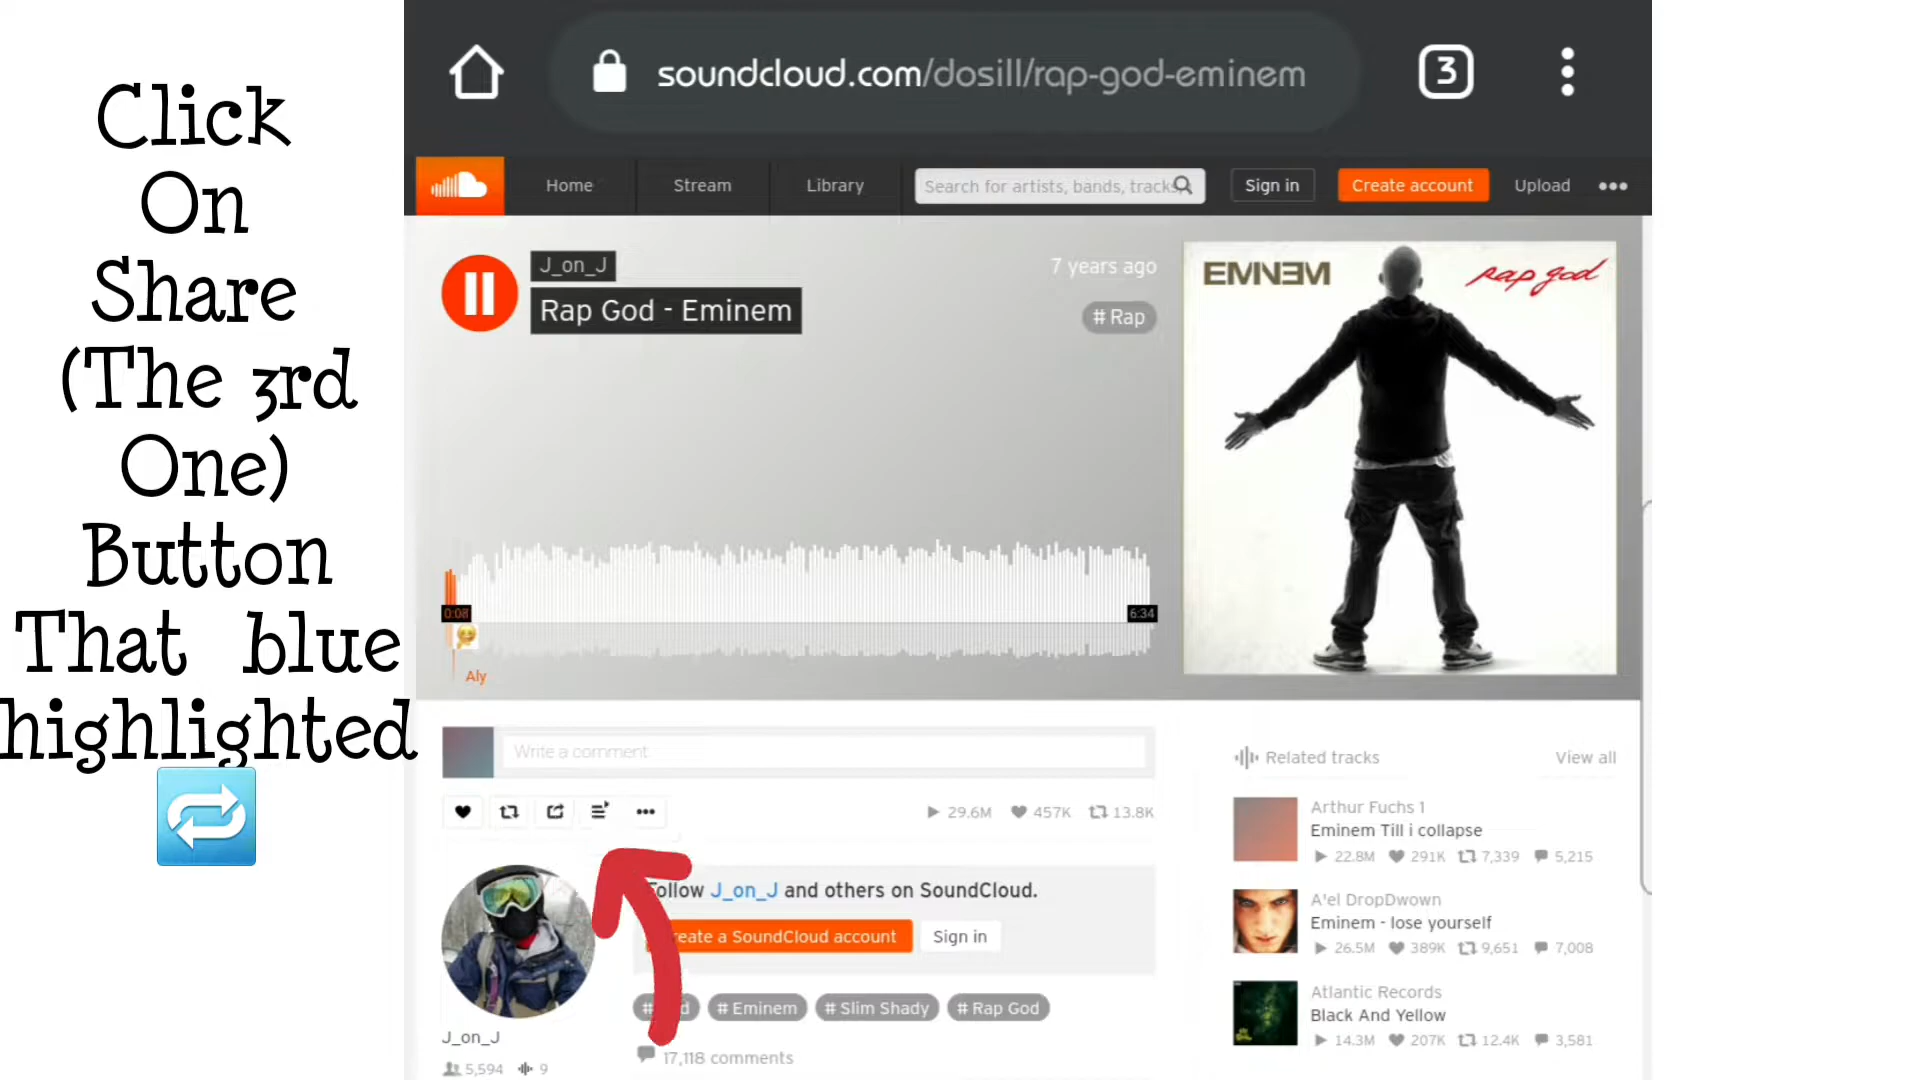 Click
On
Share
(The 3rd
One)
Button
That blue
highlighted
soundcloud.com/dosill/rap-god-eminem
3
Home
Stream
Library
Search for artists, bands, tracks,
Sign in
Create account
Upload
J_on_J
7 years ago
Rap God - Eminem
# Rap
EMINEM
rap god
0:08
6:34
Aly
Write a comment
29.6M
457K
13.8K
Follow J_on_J and others on SoundCloud.
Create a SoundCloud account
Sign in
# Eminem
# Slim Shady
# Rap God
J_on_J
5,594
9
17,118 comments
Related tracks
View all
Arthur Fuchs 1
Eminem Till i collapse
22.8M
291K
7,339
5,215
A'el DropDwown
Eminem - lose yourself
26.5M
389K
9,651
7,008
Atlantic Records
Black And Yellow
14.3M
207K
12.4K
3,581